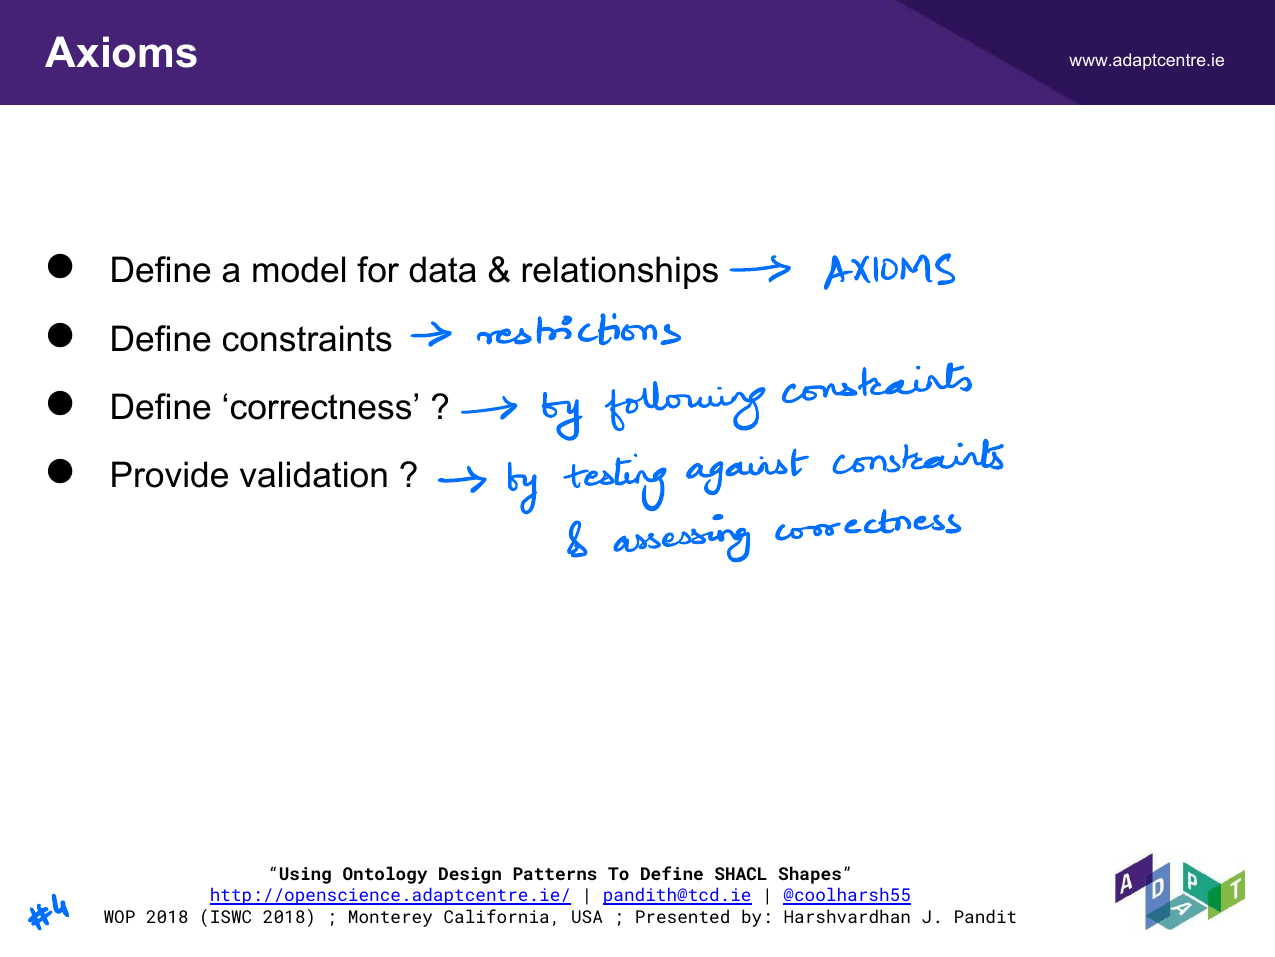 Axioms
www.adaptcentre.ie
● Define a model for data & relationships → AXIOMS
● Define constraints → restrictions
● Define ‘correctness’ ? → by following constraints
● Provide validation ? → by testing against constraints
& assessing correctness
“Using Ontology Design Patterns To Define SHACL Shapes”
http://openscience.adaptcentre.ie/ | pandith@tcd.ie | @coolharsh55
#4 WOP 2018 (ISWC 2018) ; Monterey California, USA ; Presented by: Harshvardhan J. Pandit
ADAPT